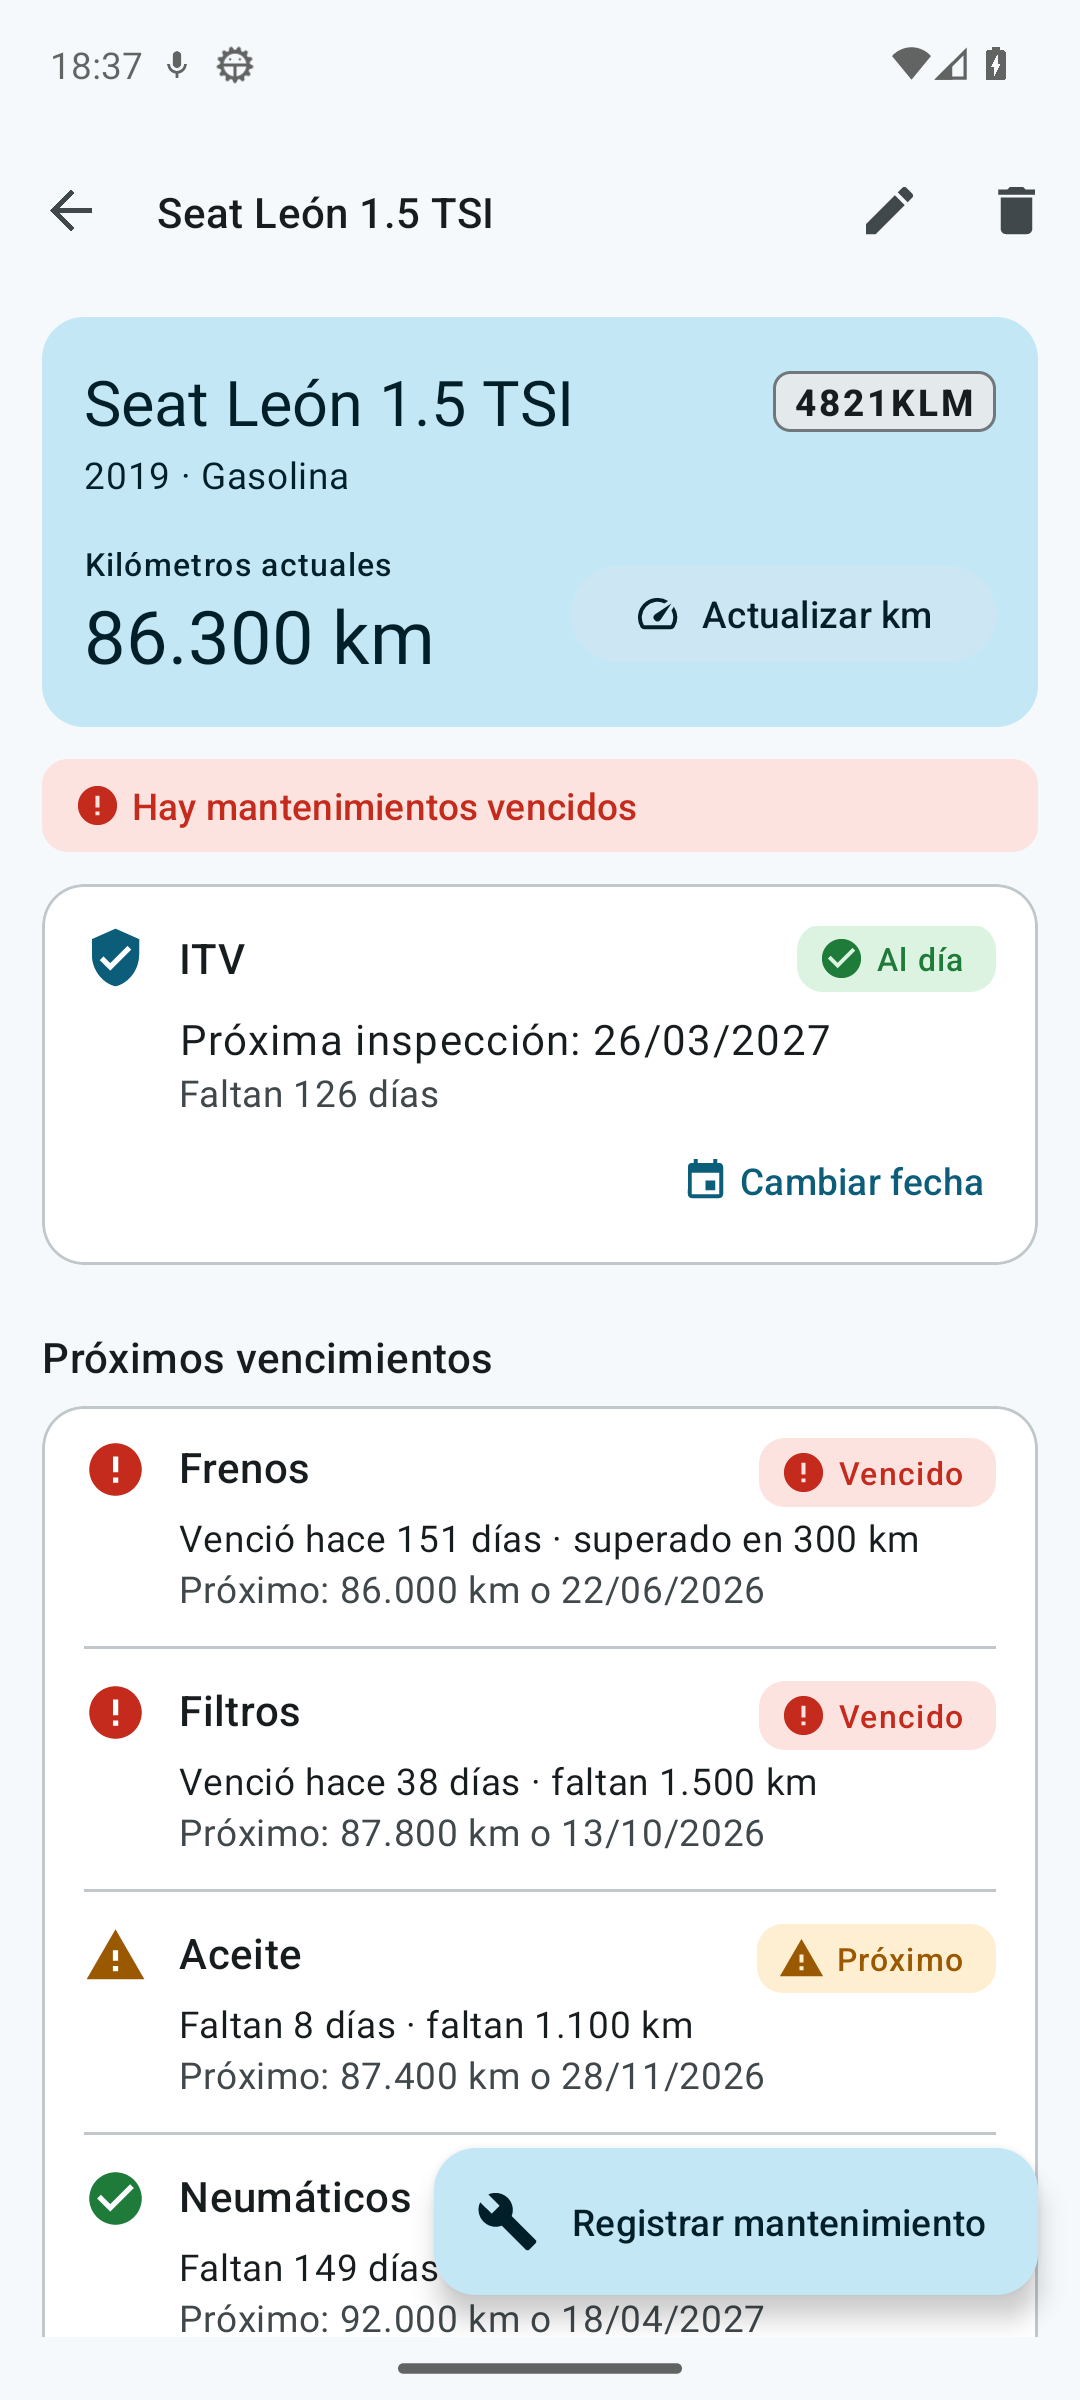 18:37
Seat León 1.5 TSI
Seat León 1.5 TSI
4821KLM
2019 · Gasolina
Kilómetros actuales
86.300 km
Actualizar km
Hay mantenimientos vencidos
ITV
Al día
Próxima inspección: 26/03/2027
Faltan 126 días
Cambiar fecha
Próximos vencimientos
Frenos
Vencido
Venció hace 151 días · superado en 300 km
Próximo: 86.000 km o 22/06/2026
Filtros
Vencido
Venció hace 38 días · faltan 1.500 km
Próximo: 87.800 km o 13/10/2026
Aceite
Próximo
Faltan 8 días · faltan 1.100 km
Próximo: 87.400 km o 28/11/2026
Neumáticos
Registrar mantenimiento
Faltan 149 días
Próximo: 92.000 km o 18/04/2027